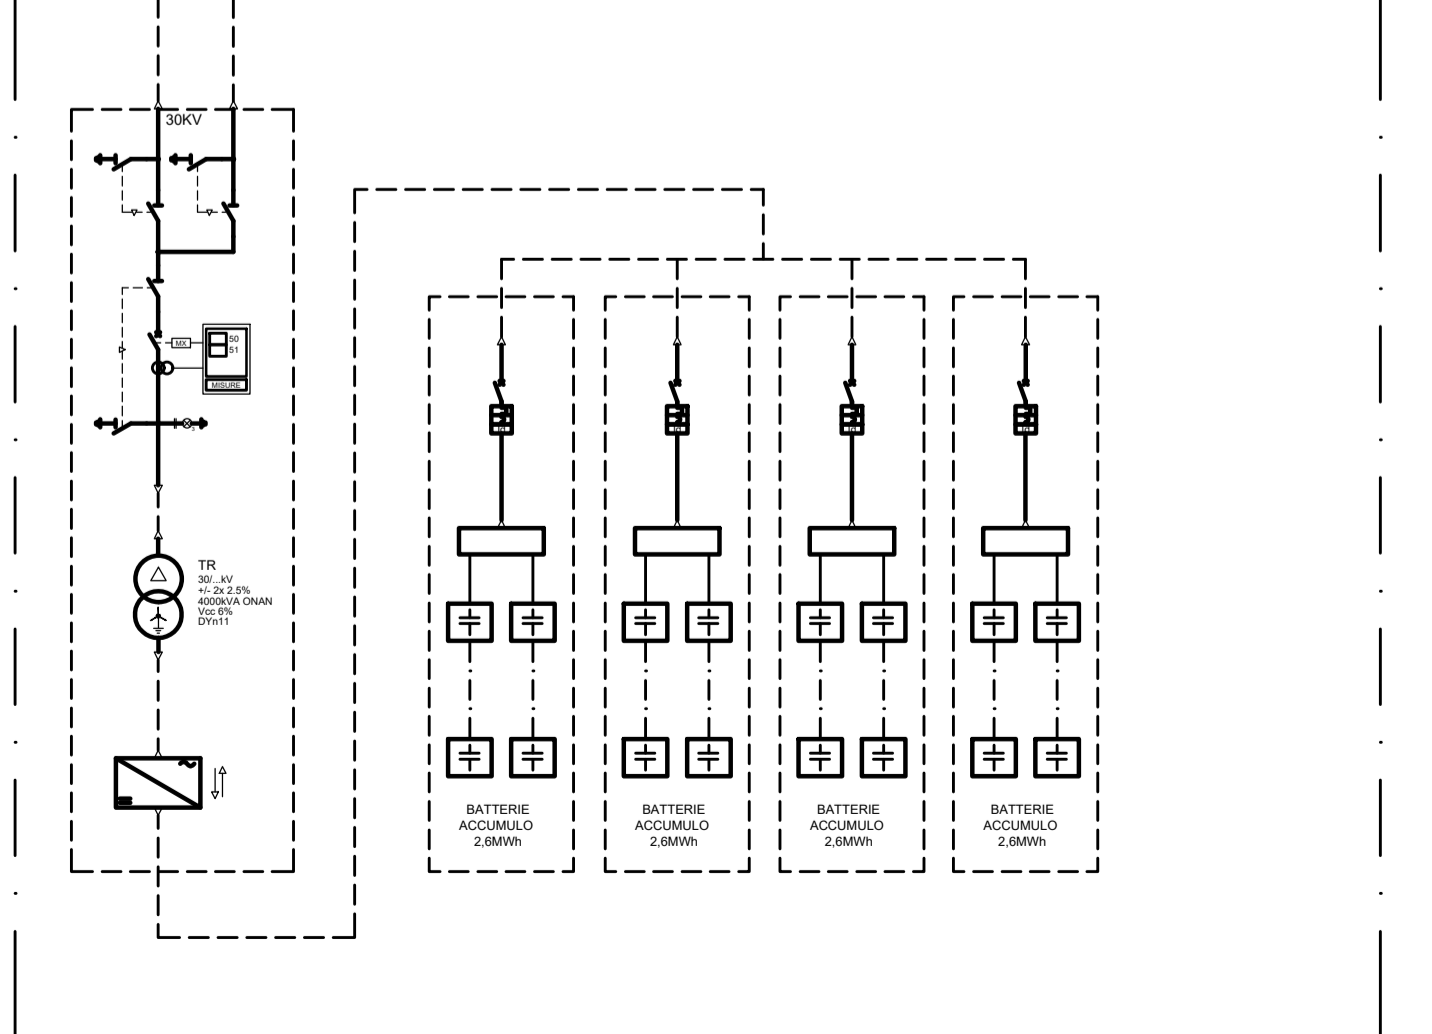 30KV
MX
50
51
MISURE
TR
30/...kV
+/- 2x 2.5%
4000kVA ONAN
Vcc 6%
DYn11
BATTERIE
ACCUMULO
2,6MWh
BATTERIE
ACCUMULO
2,6MWh
BATTERIE
ACCUMULO
2,6MWh
BATTERIE
ACCUMULO
2,6MWh